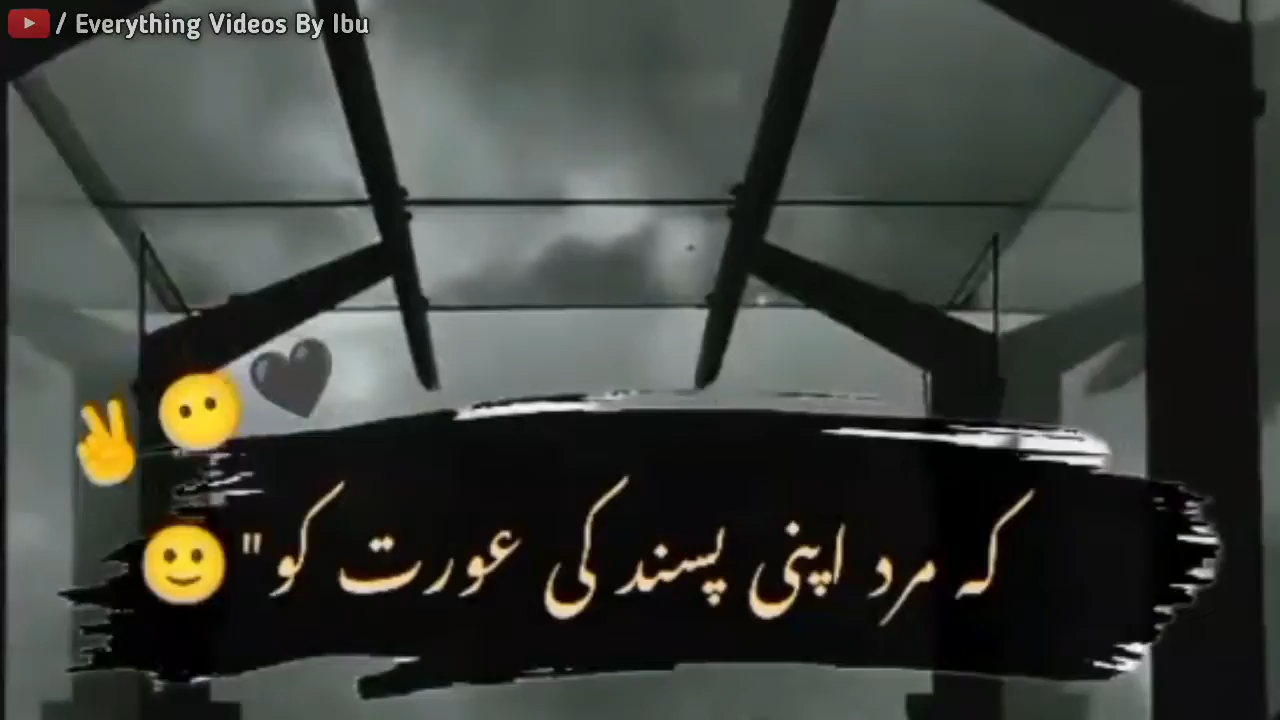 / Everything Videos By Ibu
کہ مرد اپنی پسند کی عورت کو"